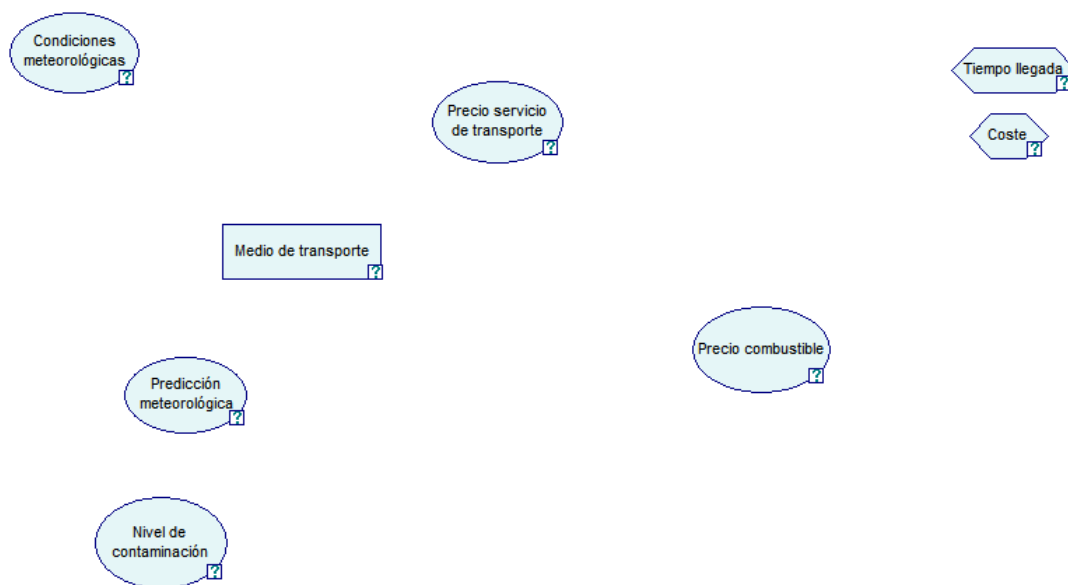 Condiciones
meteorológicas
?
Tiempo llegada
?
Precio servicio
de transporte
?
Coste
?
Medio de transporte
?
Precio combustible
?
Predicción
meteorológica
?
Nivel de
contaminación
?